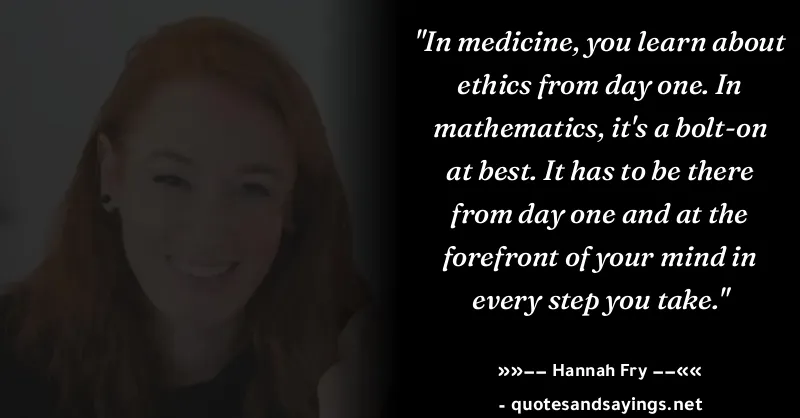 "In medicine, you learn about
ethics from day one. In
mathematics, it's a bolt-on
at best. It has to be there
from day one and at the
forefront of your mind in
every step you take."
»»−− Hannah Fry −−««
- quotesandsayings.net